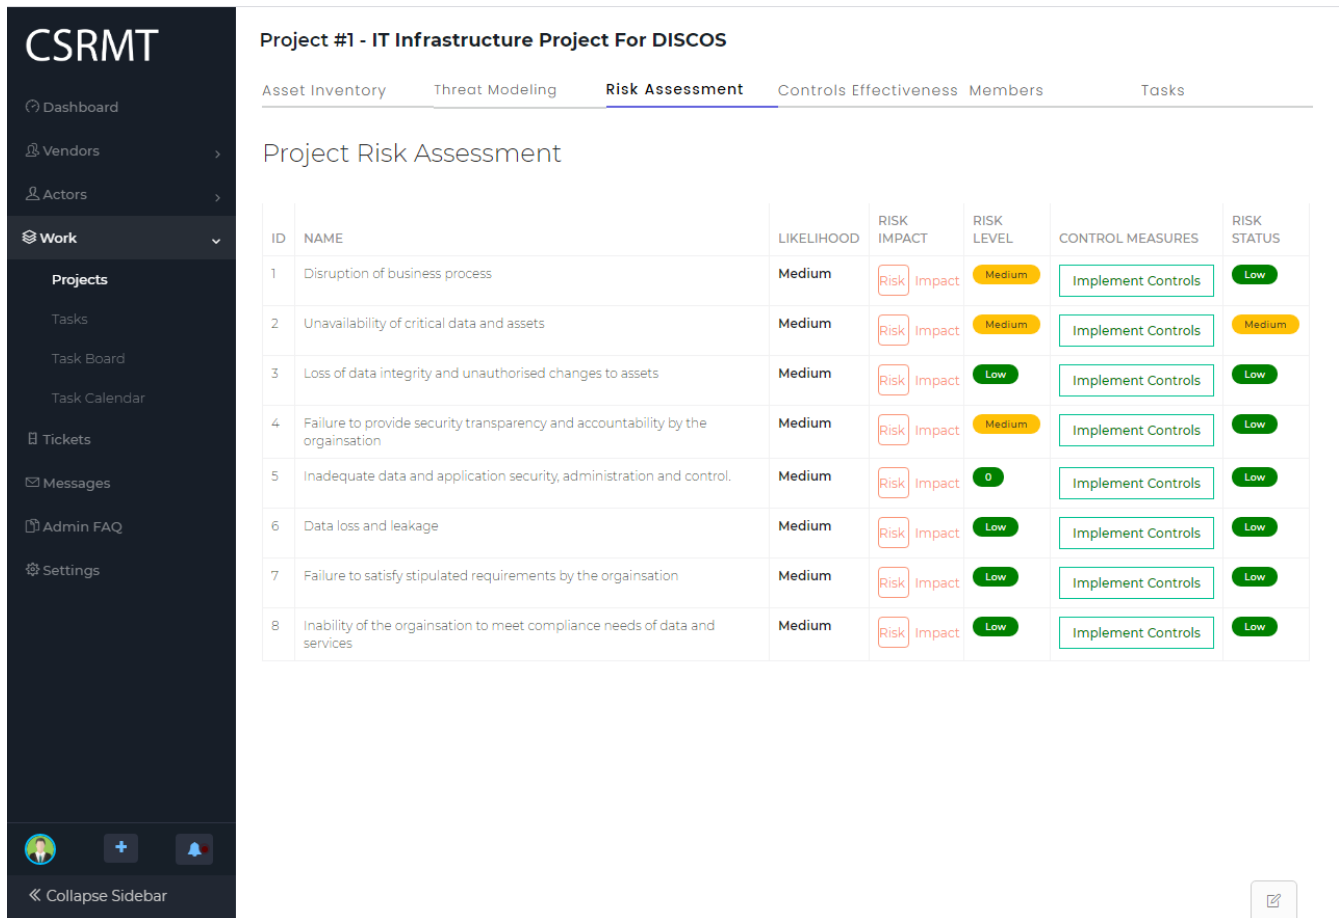 CSRMT
Dashboard
Vendors
Actors
Work
Projects
Tasks
Task Board
Task Calendar
Tickets
Messages
Admin FAQ
Settings
Collapse Sidebar
Project #1 - IT Infrastructure Project For DISCOS
Asset Inventory Threat Modeling Risk Assessment Controls Effectiveness Members Tasks
Project Risk Assessment
ID NAME LIKELIHOOD RISK IMPACT RISK LEVEL CONTROL MEASURES RISK STATUS
1 Disruption of business process Medium Risk Impact Medium Implement Controls Low
2 Unavailability of critical data and assets Medium Risk Impact Medium Implement Controls Medium
3 Loss of data integrity and unauthorised changes to assets Medium Risk Impact Low Implement Controls Low
4 Failure to provide security transparency and accountability by the
orgainsation Medium Risk Impact Medium Implement Controls Low
5 Inadequate data and application security, administration and control. Medium Risk Impact 0 Implement Controls Low
6 Data loss and leakage Medium Risk Impact Low Implement Controls Low
7 Failure to satisfy stipulated requirements by the orgainsation Medium Risk Impact Low Implement Controls Low
8 Inability of the orgainsation to meet compliance needs of data and
services Medium Risk Impact Low Implement Controls Low